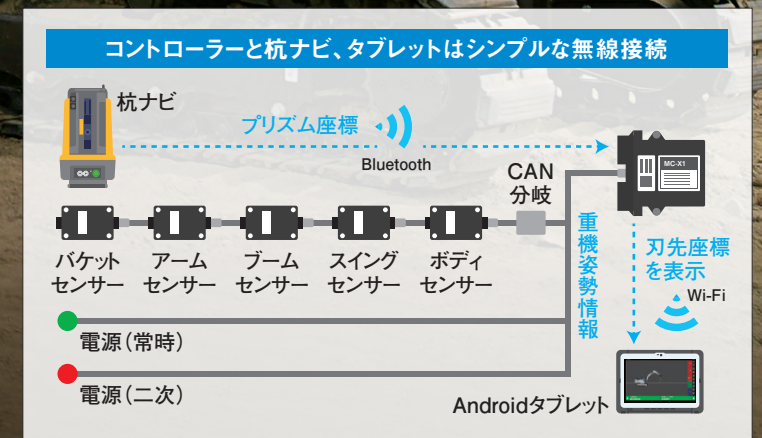 コントローラーと杭ナビ、タブレットはシンプルな無線接続
杭ナビ
プリズム座標
Bluetooth
MC-X1
CAN
分岐
バケット
センサー
アーム
センサー
ブーム
センサー
スイング
センサー
ボディ
センサー
重機姿勢情報
刃先座標
を表示
Wi-Fi
電源(常時)
電源(二次)
Androidタブレット